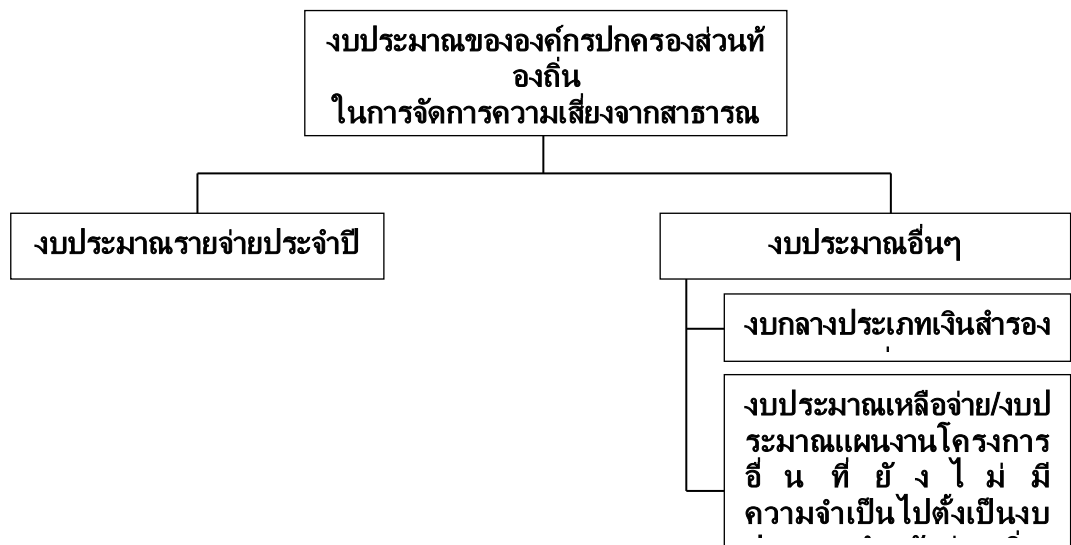 งบประมาณขององค์กรปกครองส่วนท้
องถิ่น
ในการจัดการความเสี่ยงจากสาธารณ
งบประมาณรายจ่ายประจำปี
งบประมาณอื่นๆ
งบกลางประเภทเงินสำรอง
งบประมาณเหลือจ่าย/งบป
ระมาณแผนงานโครงการ
อื่นที่ยังไม่มี
ความจำเป็นไปตั้งเป็นงบ